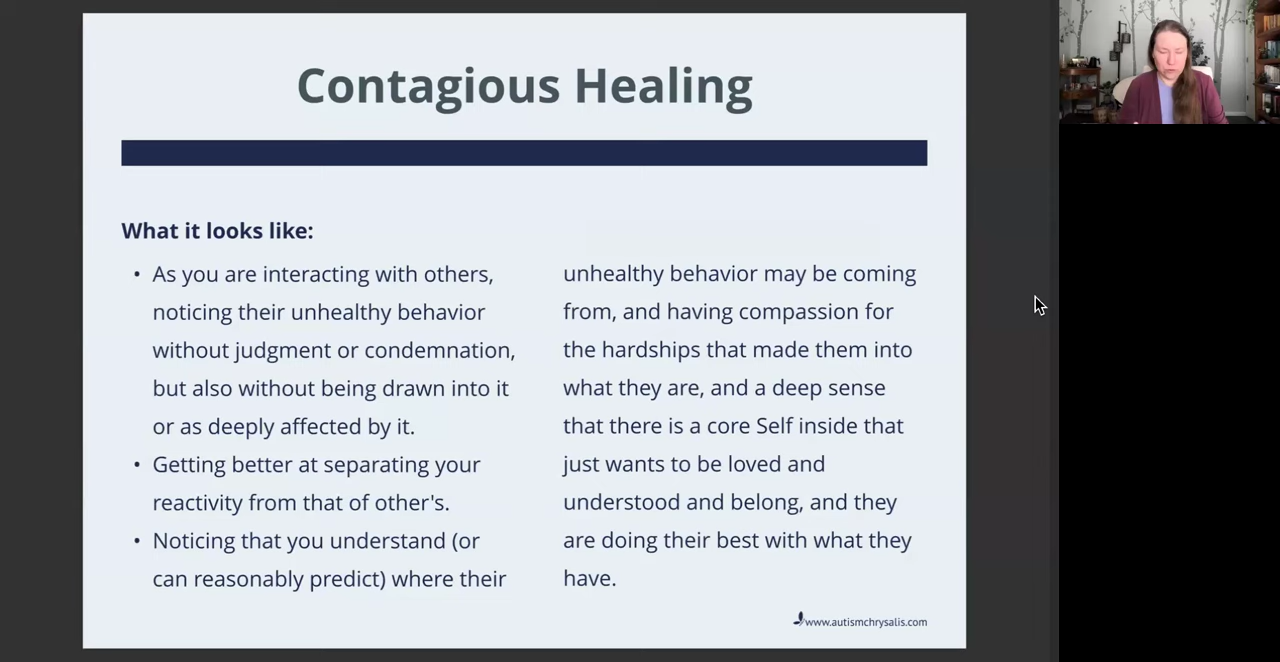 Contagious Healing
What it looks like:
• As you are interacting with others,
noticing their unhealthy behavior
without judgment or condemnation,
but also without being drawn into it
or as deeply affected by it.
• Getting better at separating your
reactivity from that of other's.
• Noticing that you understand (or
can reasonably predict) where their
unhealthy behavior may be coming
from, and having compassion for
the hardships that made them into
what they are, and a deep sense
that there is a core Self inside that
just wants to be loved and
understood and belong, and they
are doing their best with what they
have.
www.autismchrysalis.com